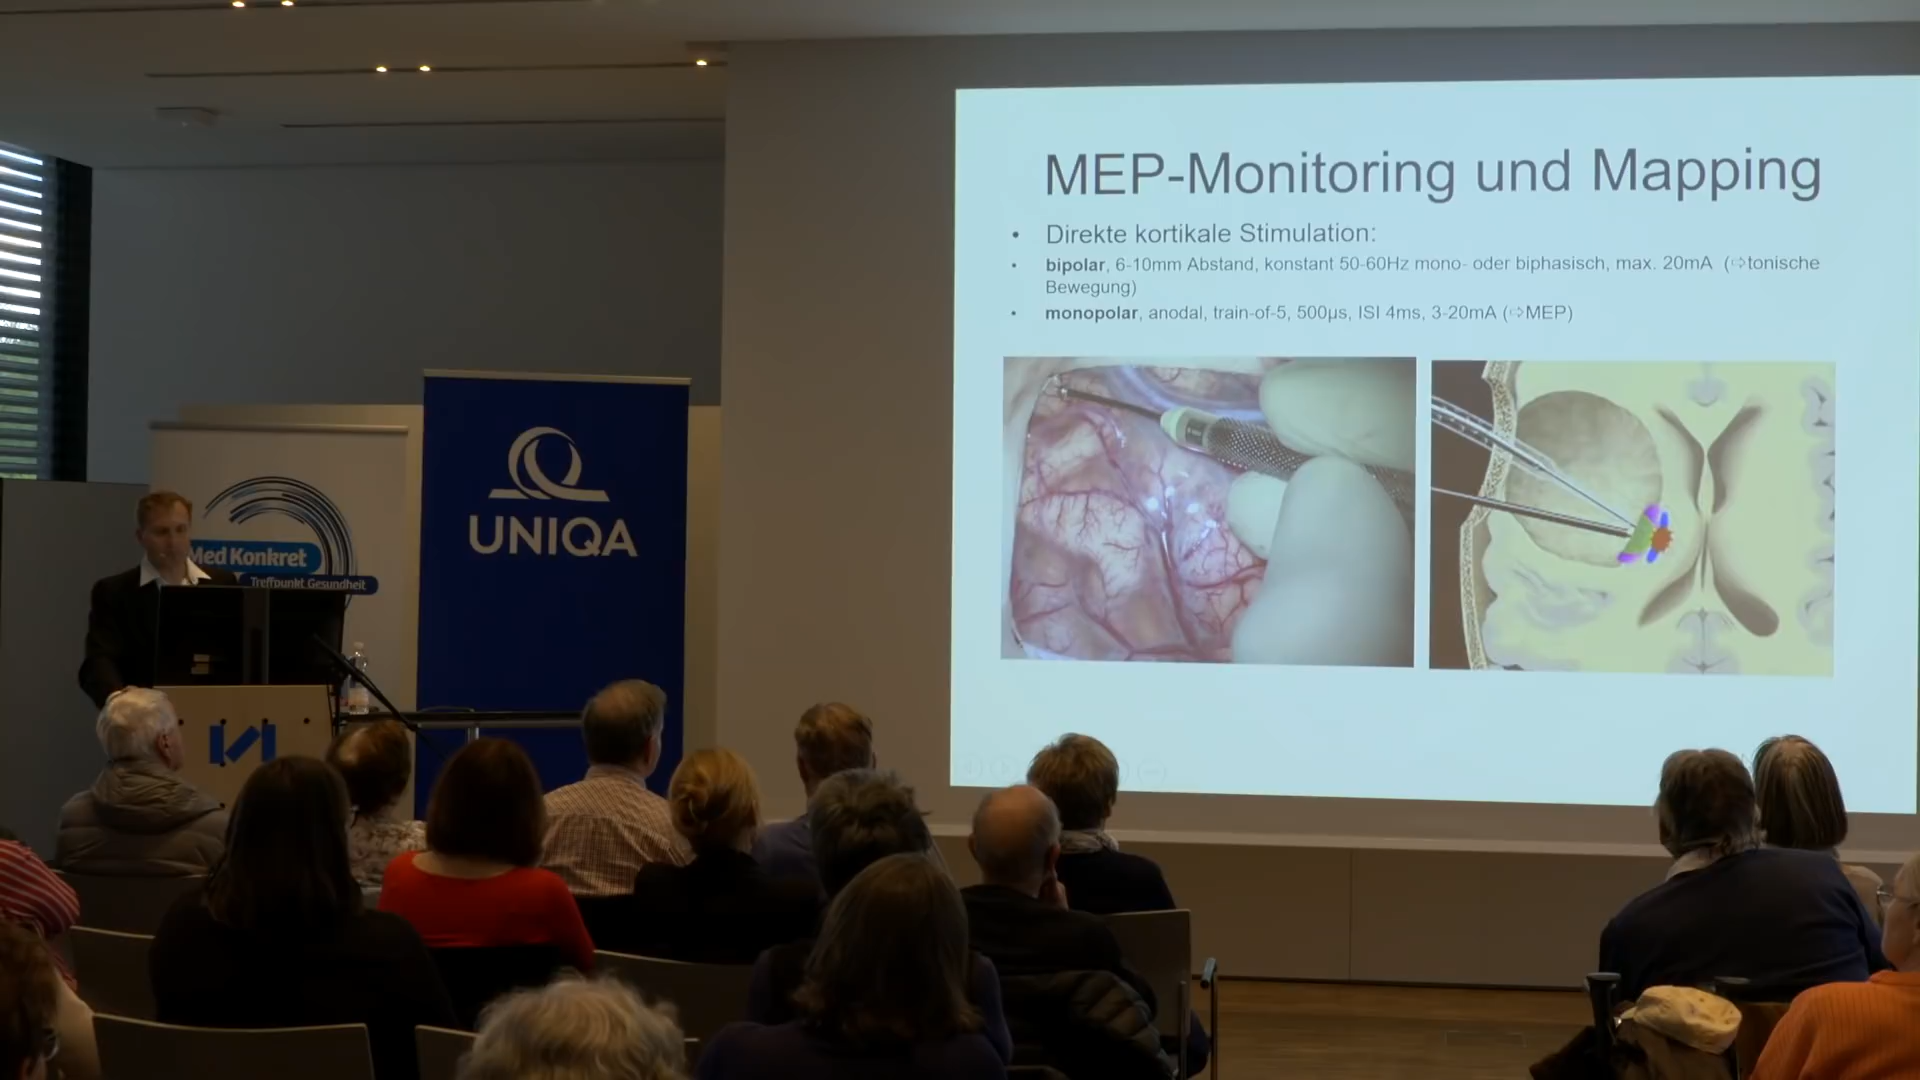 MEP-Monitoring und Mapping
• Direkte kortikale Stimulation:
• bipolar, 6-10mm Abstand, konstant 50-60Hz mono- oder biphasisch, max. 20mA (⇨tonische
Bewegung)
• monopolar, anodal, train-of-5, 500µs, ISI 4ms, 3-20mA (⇨MEP)
UNIQA
Med Konkret
Treffpunkt Gesundheit